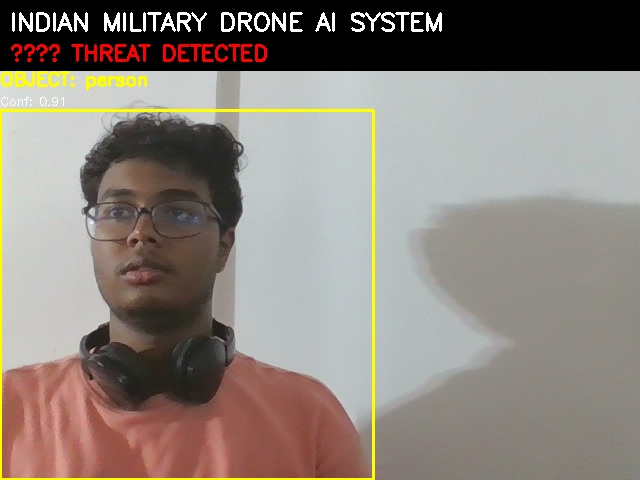 INDIAN MILITARY DRONE AI SYSTEM
???? THREAT DETECTED
OBJECT: person
Conf: 0.91